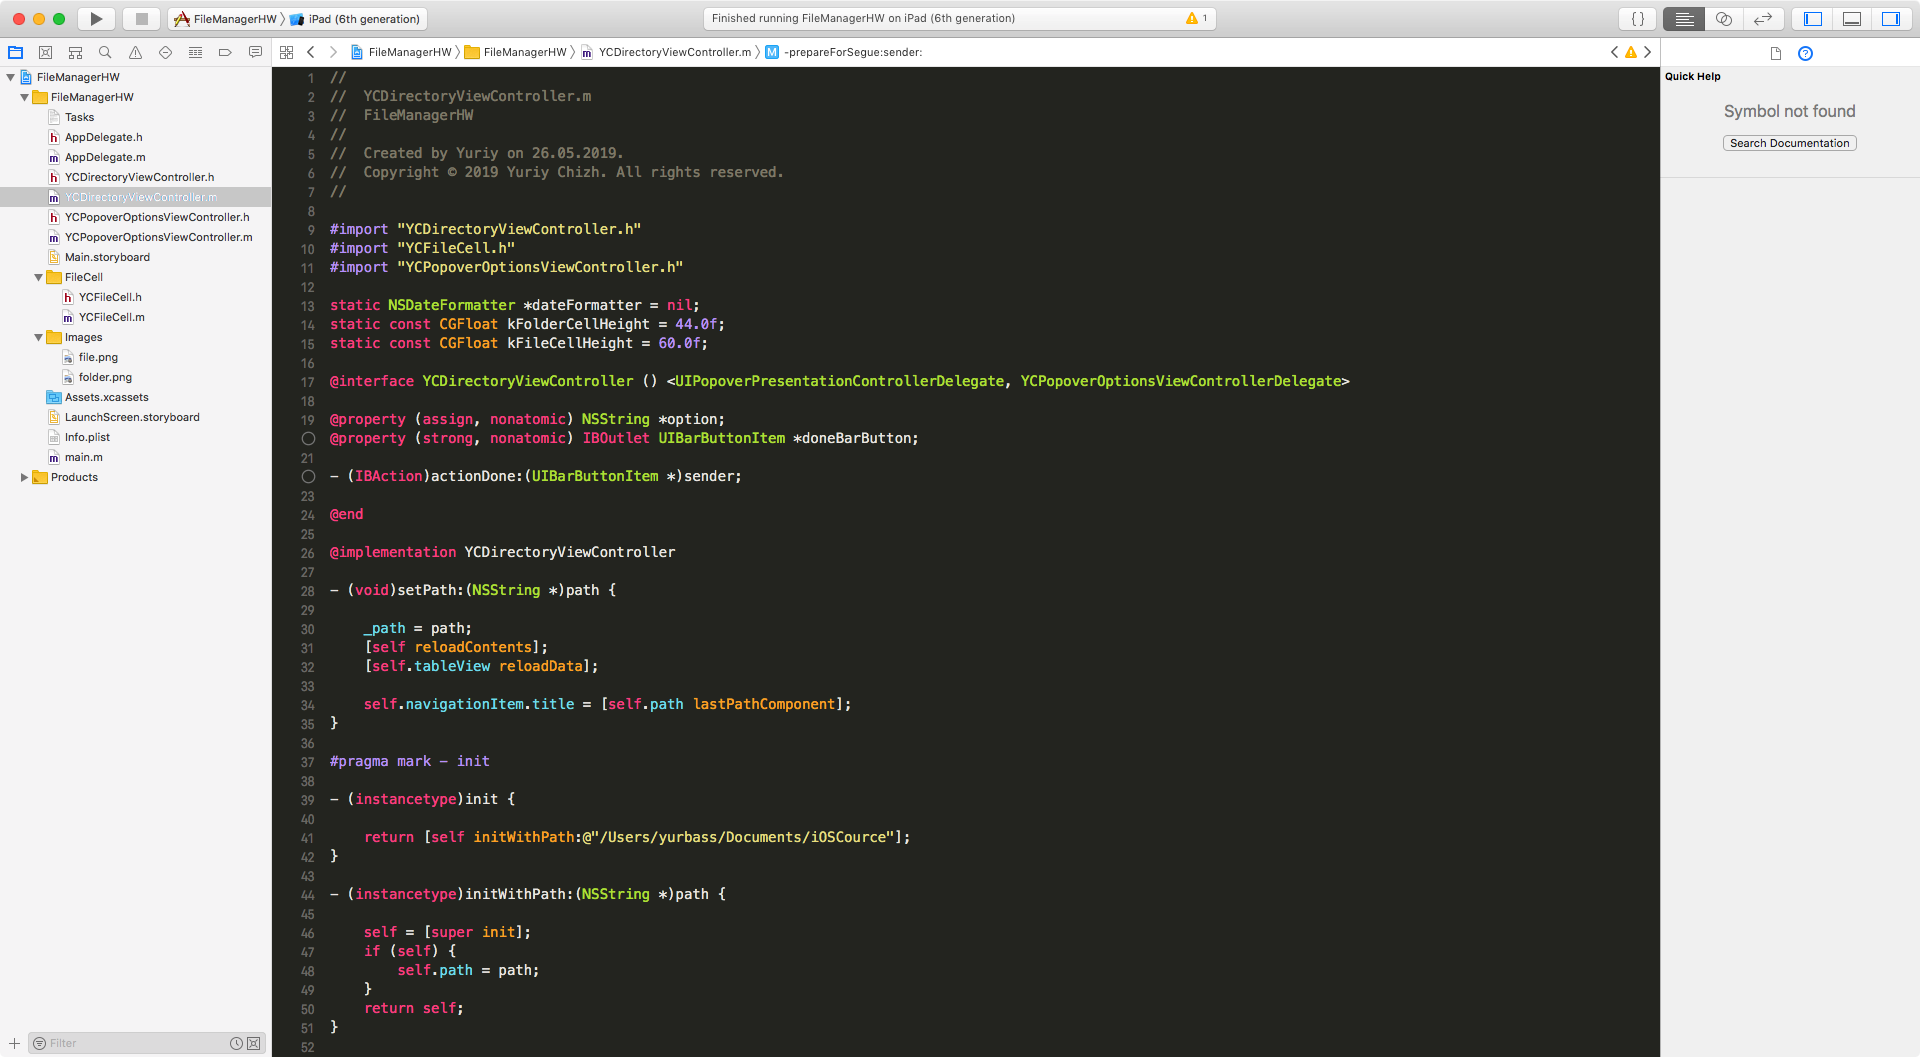 FileManagerHW iPad (6th generation)
Finished running FileManagerHW on iPad (6th generation)
1
{}
FileManagerHW FileManagerHW YCDirectoryViewController.m M -prepareForSegue:sender:
FileManagerHW
FileManagerHW
Tasks
h AppDelegate.h
m AppDelegate.m
h YCDirectoryViewController.h
m YCDirectoryViewController.m
h YCPopoverOptionsViewController.h
m YCPopoverOptionsViewController.m
Main.storyboard
FileCell
h YCFileCell.h
m YCFileCell.m
Images
file.png
folder.png
Assets.xcassets
LaunchScreen.storyboard
Info.plist
m main.m
Products
Filter
1 //
2 //  YCDirectoryViewController.m
3 //  FileManagerHW
4 //
5 //  Created by Yuriy on 26.05.2019.
6 //  Copyright © 2019 Yuriy Chizh. All rights reserved.
7 //
8
9 #import "YCDirectoryViewController.h"
10 #import "YCFileCell.h"
11 #import "YCPopoverOptionsViewController.h"
12
13 static NSDateFormatter *dateFormatter = nil;
14 static const CGFloat kFolderCellHeight = 44.0f;
15 static const CGFloat kFileCellHeight = 60.0f;
16
17 @interface YCDirectoryViewController () <UIPopoverPresentationControllerDelegate, YCPopoverOptionsViewControllerDelegate>
18
19 @property (assign, nonatomic) NSString *option;
@property (strong, nonatomic) IBOutlet UIBarButtonItem *doneBarButton;
21
- (IBAction)actionDone:(UIBarButtonItem *)sender;
23
24 @end
25
26 @implementation YCDirectoryViewController
27
28 - (void)setPath:(NSString *)path {
29
30     _path = path;
31     [self reloadContents];
32     [self.tableView reloadData];
33
34     self.navigationItem.title = [self.path lastPathComponent];
35 }
36
37 #pragma mark - init
38
39 - (instancetype)init {
40
41     return [self initWithPath:@"/Users/yurbass/Documents/iOSCource"];
42 }
43
44 - (instancetype)initWithPath:(NSString *)path {
45
46     self = [super init];
47     if (self) {
48         self.path = path;
49     }
50     return self;
51 }
52
Quick Help
Symbol not found
Search Documentation